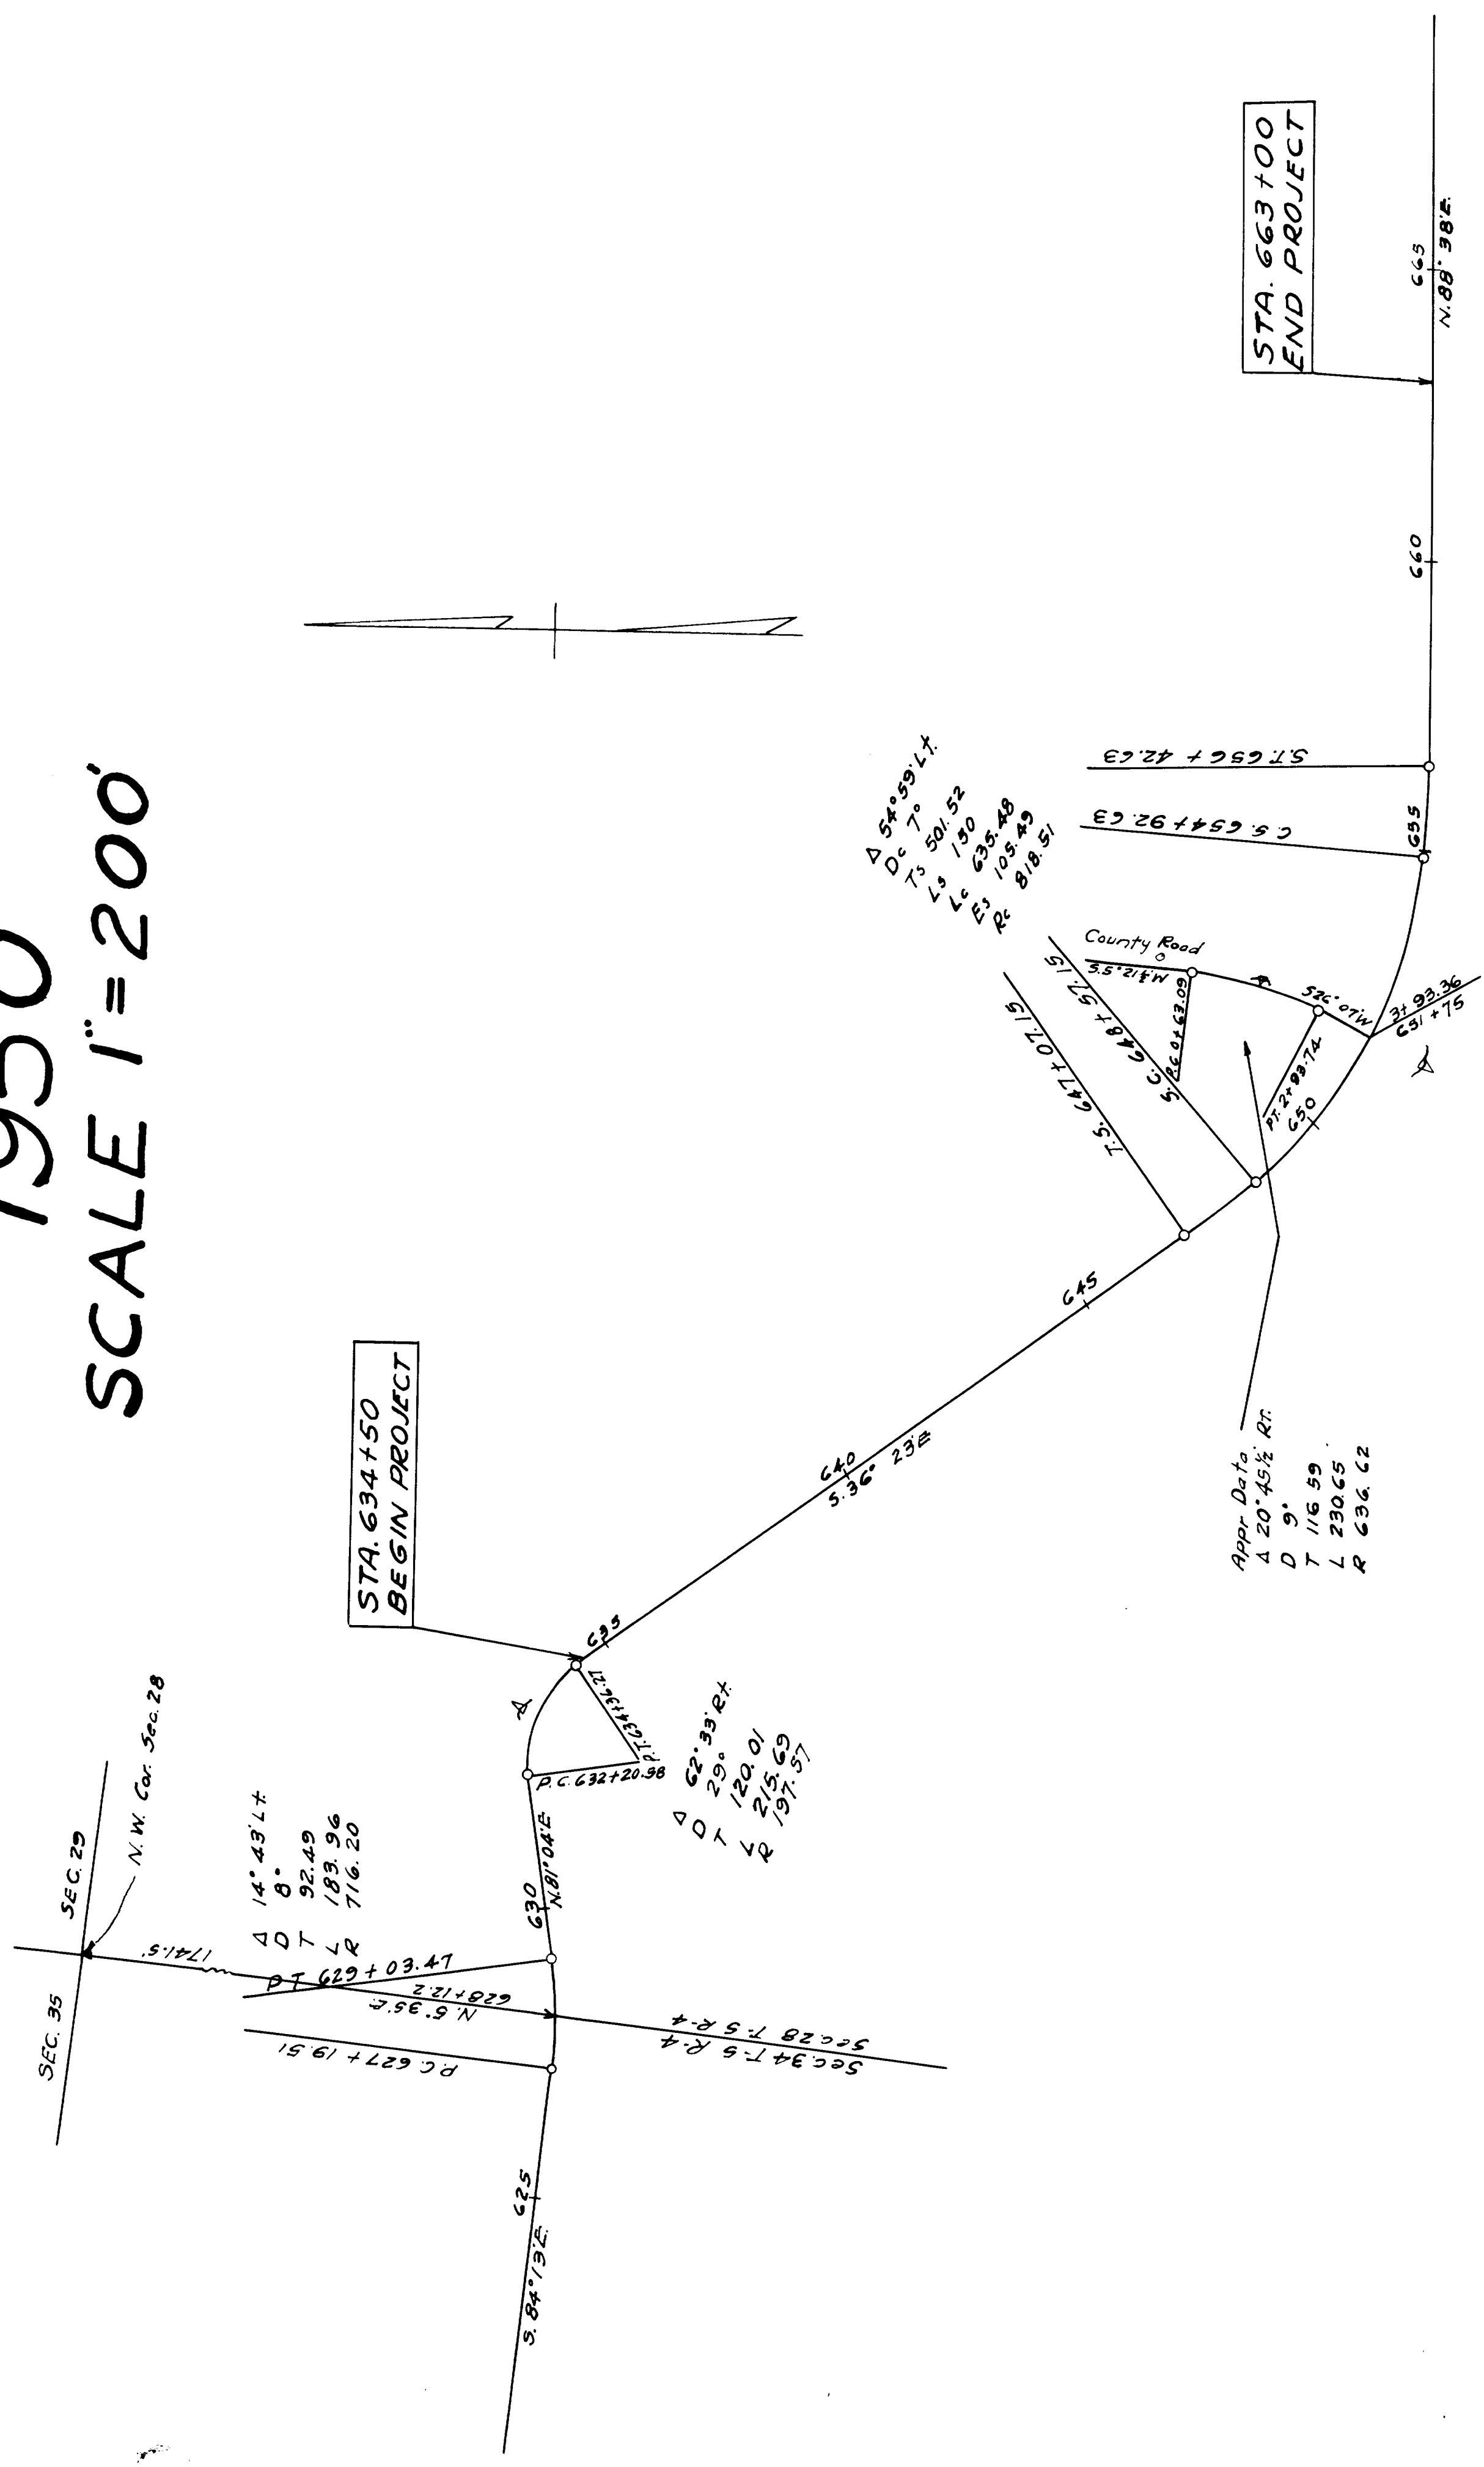 1950
SCALE 1"=200'
SEC. 35
SEC. 29
N.W. Cor. Sec. 28
1741.5'
Δ 14° 43' Lt.
D 8°
T 92.49
L 183.96
R 716.20
P.C. 627+19.51
P T 629+03.47
628+12.2
N. 5° 35' E.
Sec. 28 T-5 R-4
Sec. 34 T-5 R-4
S. 84° 13' E.
625
630
N. 81° 04' E.
P.C. 632+20.58
P.T. 634+36.27
Δ 62° 33' Rt.
D 29°
T 120.01
L 215.69
R 197.57
STA. 634+50
BEGIN PROJECT
635
640
S. 36° 23' E
645
T.S. 647+07.15
S.C. 648+57.15
Δ 54° 59' Lt.
Dc 7°
Ts 501.52
Ls 150
Lc 635.48
Es 105.49
Rc 818.51
County Road
P.C. 0+63.09
PT. 2+93.74
650
3+93.36
651+75
Appr Data
Δ 20° 45½' RT.
D 9°
T 116.59
L 230.65
R 636.62
C.S. 654+92.63
655
S.T. 656+42.63
660
STA. 663+00
END PROJECT
665
N. 88° 38' E.